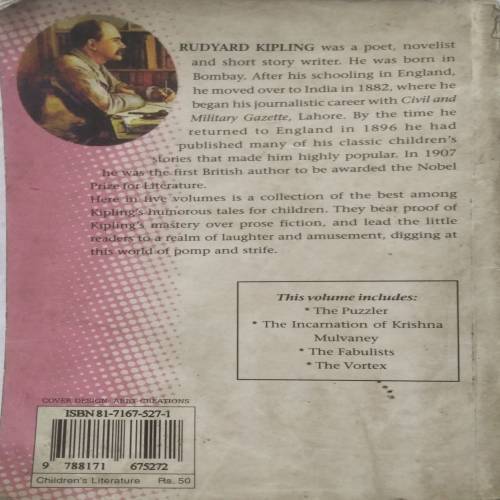 RUDYARD KIPLING was a poet, novelist
and short story writer. He was born in
Bombay. After his schooling in England,
he moved over to India in 1882, where he
began his journalistic career with Civil and
Military Gazette, Lahore. By the time he
returned to England in 1896 he had
published many of his classic children's
stories that made him highly popular. In 1907
he was the first British author to be awarded the Nobel
Prize for Literature.
Here in five volumes is a collection of the best among
Kipling's humorous tales for children. They bear proof of
Kipling's mastery over prose fiction, and lead the little
readers to a realm of laughter and amusement, digging at
this world of pomp and strife.
This volume includes:
* The Puzzler
* The Incarnation of Krishna
Mulvaney
* The Fabulists
* The Vortex
COVER DESIGN: CREATIONS
ISBN 81-7167-527-1
9 788171 675272
Children's Literature Rs. 50